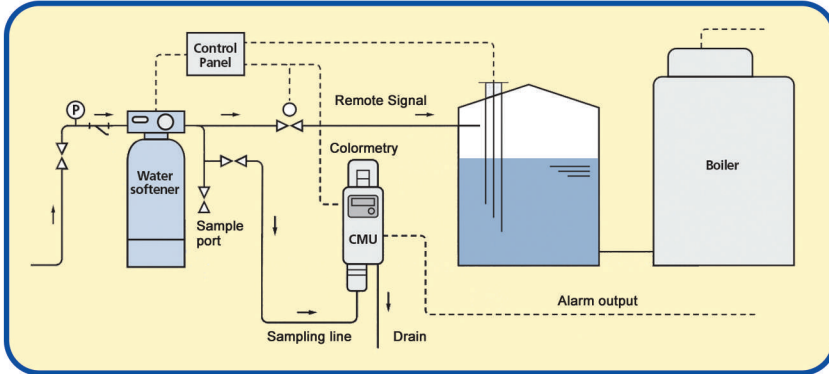 Control
Panel
P
Remote Signal
Colormetry
Water
softener
Boiler
Sample
port
CMU
Alarm output
Sampling line
Drain